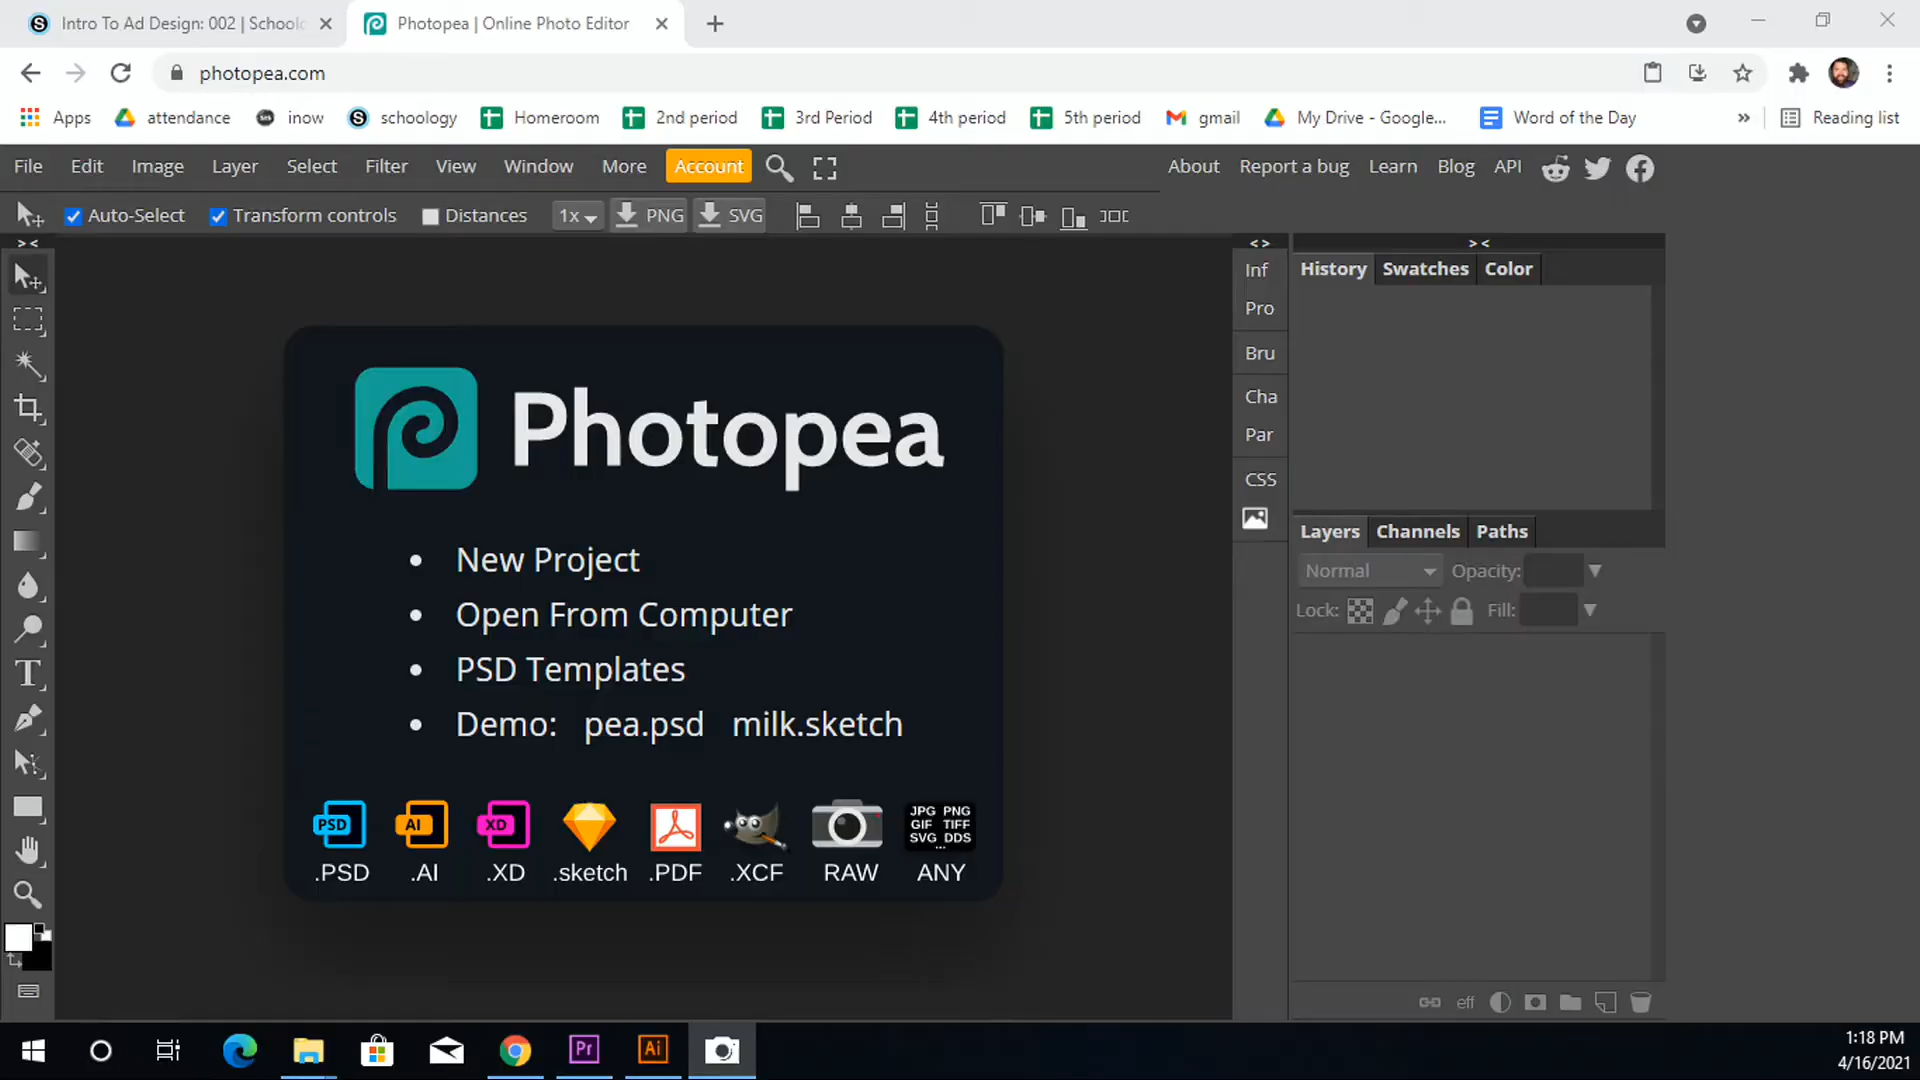 Intro To Ad Design: 002 | Schoolo
Photopea | Online Photo Editor
photopea.com
Apps
attendance
inow
schoology
Homeroom
2nd period
3rd Period
4th period
5th period
gmail
My Drive - Google...
Word of the Day
»
Reading list
File
Edit
Image
Layer
Select
Filter
View
Window
More
Account
About
Report a bug
Learn
Blog
API
Auto-Select
Transform controls
Distances
1x
PNG
SVG
> <
< >
> <
Inf
Pro
Bru
Cha
Par
CSS
History
Swatches
Color
Photopea
• New Project
• Open From Computer
• PSD Templates
• Demo: pea.psd milk.sketch
PSD
AI
XD
JPG PNG
GIF TIFF
SVG DDS
...
.PSD
.AI
.XD
.sketch
.PDF
.XCF
RAW
ANY
Layers
Channels
Paths
Normal
Opacity:
Lock:
Fill:
eff
Pr
Ai
1:18 PM
4/16/2021